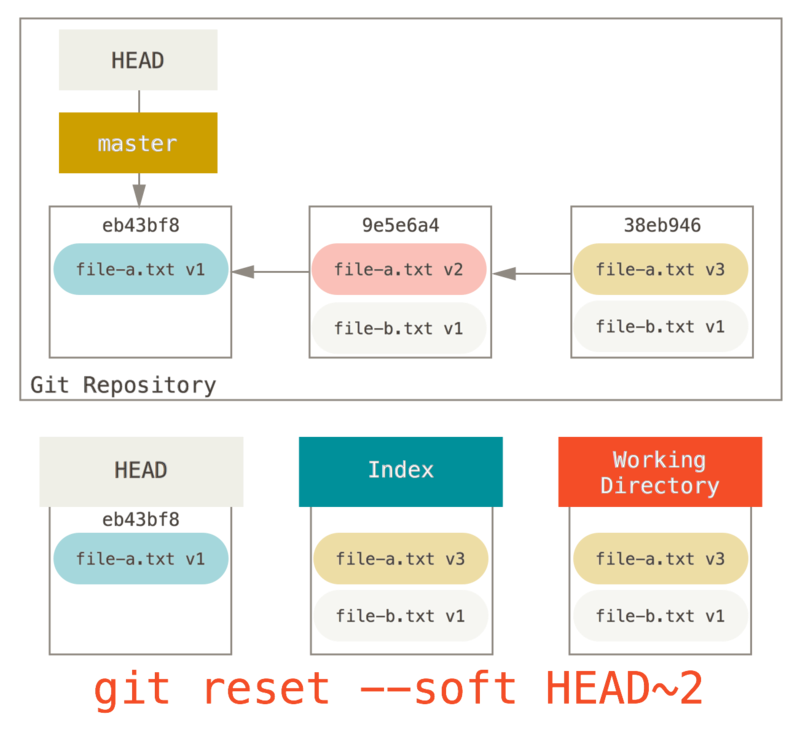 HEAD
master
eb43bf8 9e5e6a4 38eb946
file-a.txt v1 file-a.txt v2 file-a.txt v3
file-b.txt v1 file-b.txt v1
Git Repository
HEAD
Index
Working
Directory
eb43bf8
file-a.txt v1 file-a.txt v3 file-a.txt v3
file-b.txt v1 file-b.txt v1
git reset --soft HEAD~2